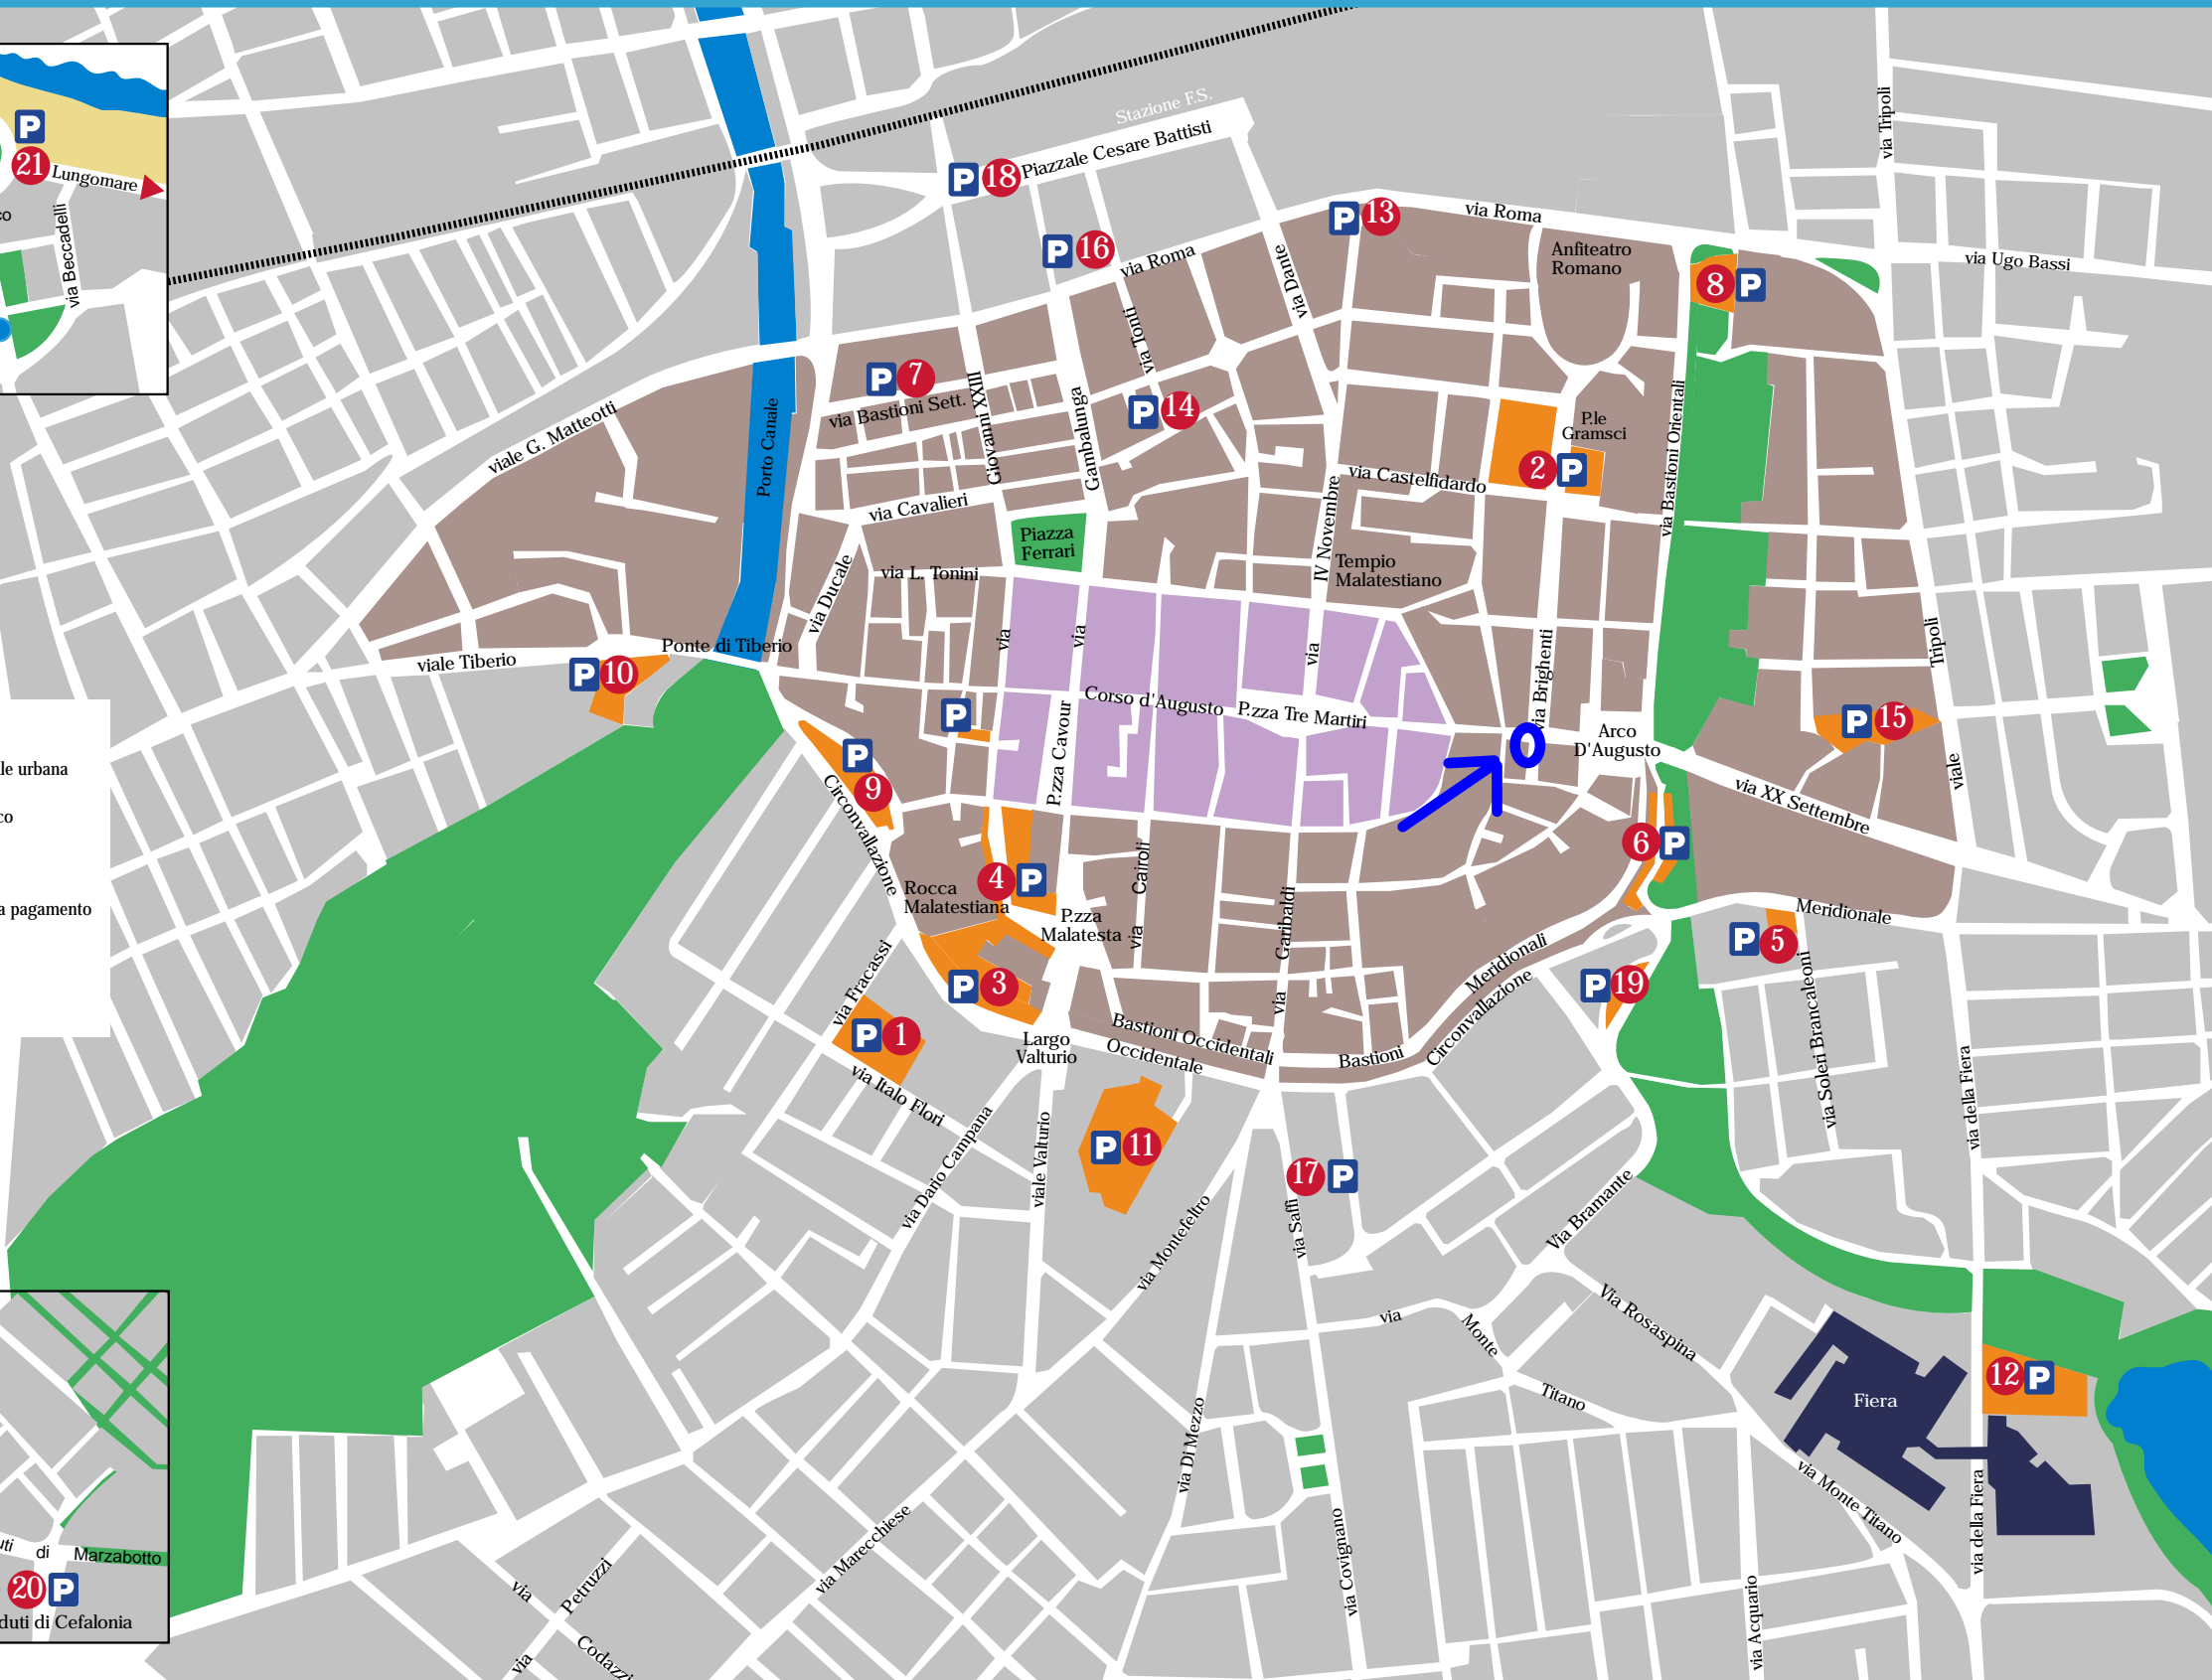 P
21
Lungomare
co
via Beccadelli
Stazione F.S.
P 18 Piazzale Cesare Battisti
P 16
via Roma
via Dante
P 13
via Roma
Anfiteatro
Romano
8 P
via Tripoli
via Ugo Bassi
viale G. Matteotti
Porto Canale
P 7
via Bastioni Sett.
Giovanni XXIII
Gambalunga
via Tonti
P 14
via Cavalieri
Piazza
Ferrari
via Castelfidardo
P.le
Gramsci
2 P
via Bastioni Orientali
IV Novembre
Tempio
Malatestiano
via L. Tonini
via Ducale
Ponte di Tiberio
viale Tiberio
P 10
via
via
via
Corso d'Augusto
P.zza Tre Martiri
via Brighenti
Arco
D'Augusto
Tripoli
P 15
viale
via XX Settembre
P
P
9
Circonvallazione
P.zza Cavour
le urbana
co
a pagamento
4 P
Rocca
Malatestiana
P.zza
Malatesta
Cairoli
via
Garibaldi
via
6 P
Meridionale
P 5
P 19
Meridionali
Circonvallazione
via Soleri Brancaleoni
via Fracassi
P 3
P 1
Largo
Valturio
Bastioni Occidentali
Occidentale
Bastioni
via Italo Flori
via Dario Campana
viale Valturio
P 11
via Montefeltro
17 P
via Saffi
Via Bramante
via della Fiera
Via Rosaspina
via
Monte
Titano
Fiera
12 P
via Di Mezzo
via Covignano
via Monte Titano
via della Fiera
via Acquario
via Marecchiese
via
Petruzzi
via
Codazzi
uti di Marzabotto
20 P
duti di Cefalonia